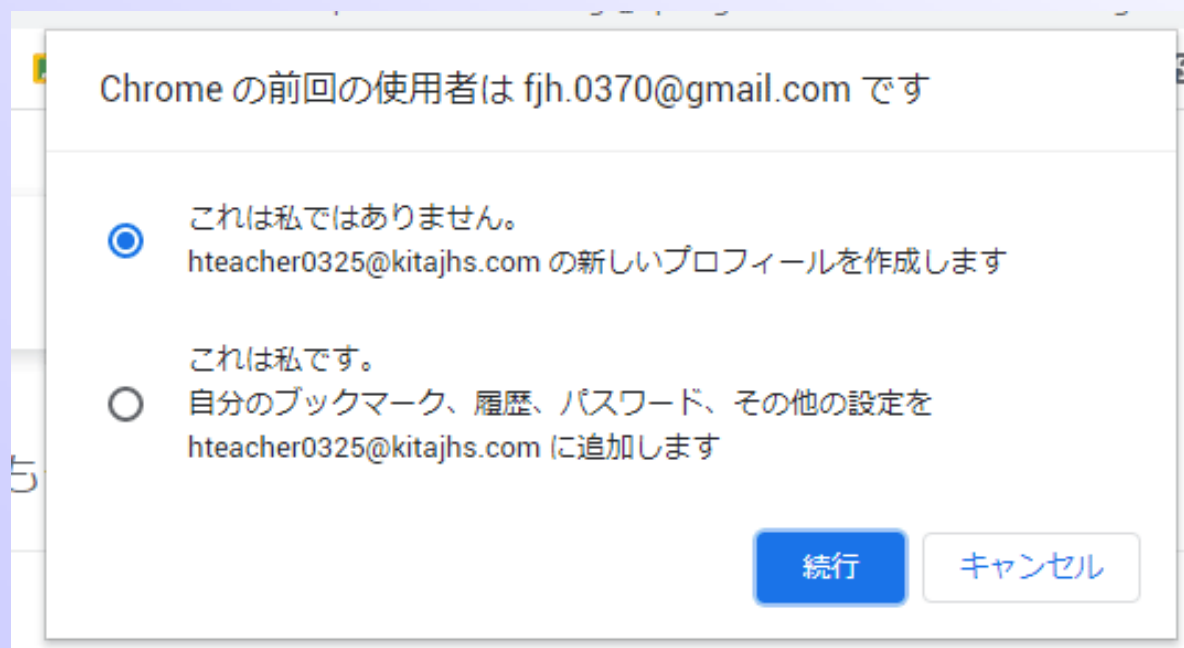 Chrome の前回の使用者は fjh.0370@gmail.com です
これは私ではありません。
hteacher0325@kitajhs.com の新しいプロフィールを作成します
これは私です。
自分のブックマーク、履歴、パスワード、その他の設定を
hteacher0325@kitajhs.com に追加します
も
続行
キャンセル